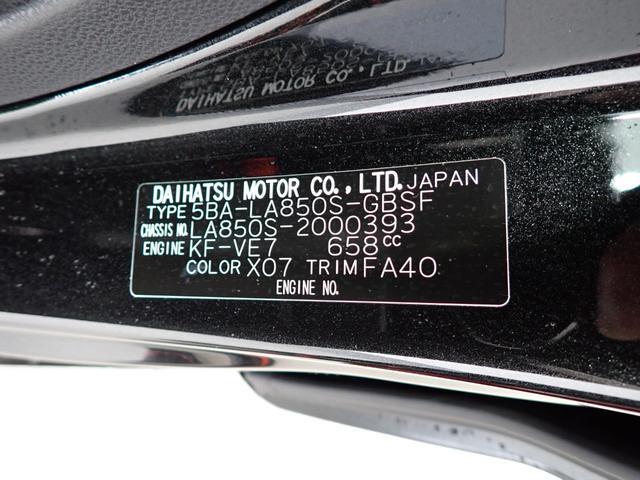 DAIHATSU MOTOR CO., LTD. JAPAN
TYPE 5BA-LA850S-GBSF
CHASSIS NO. LA850S-2000393
ENGINE KF-VE7 658cc
COLOR X07 TRIM FA40
ENGINE NO.